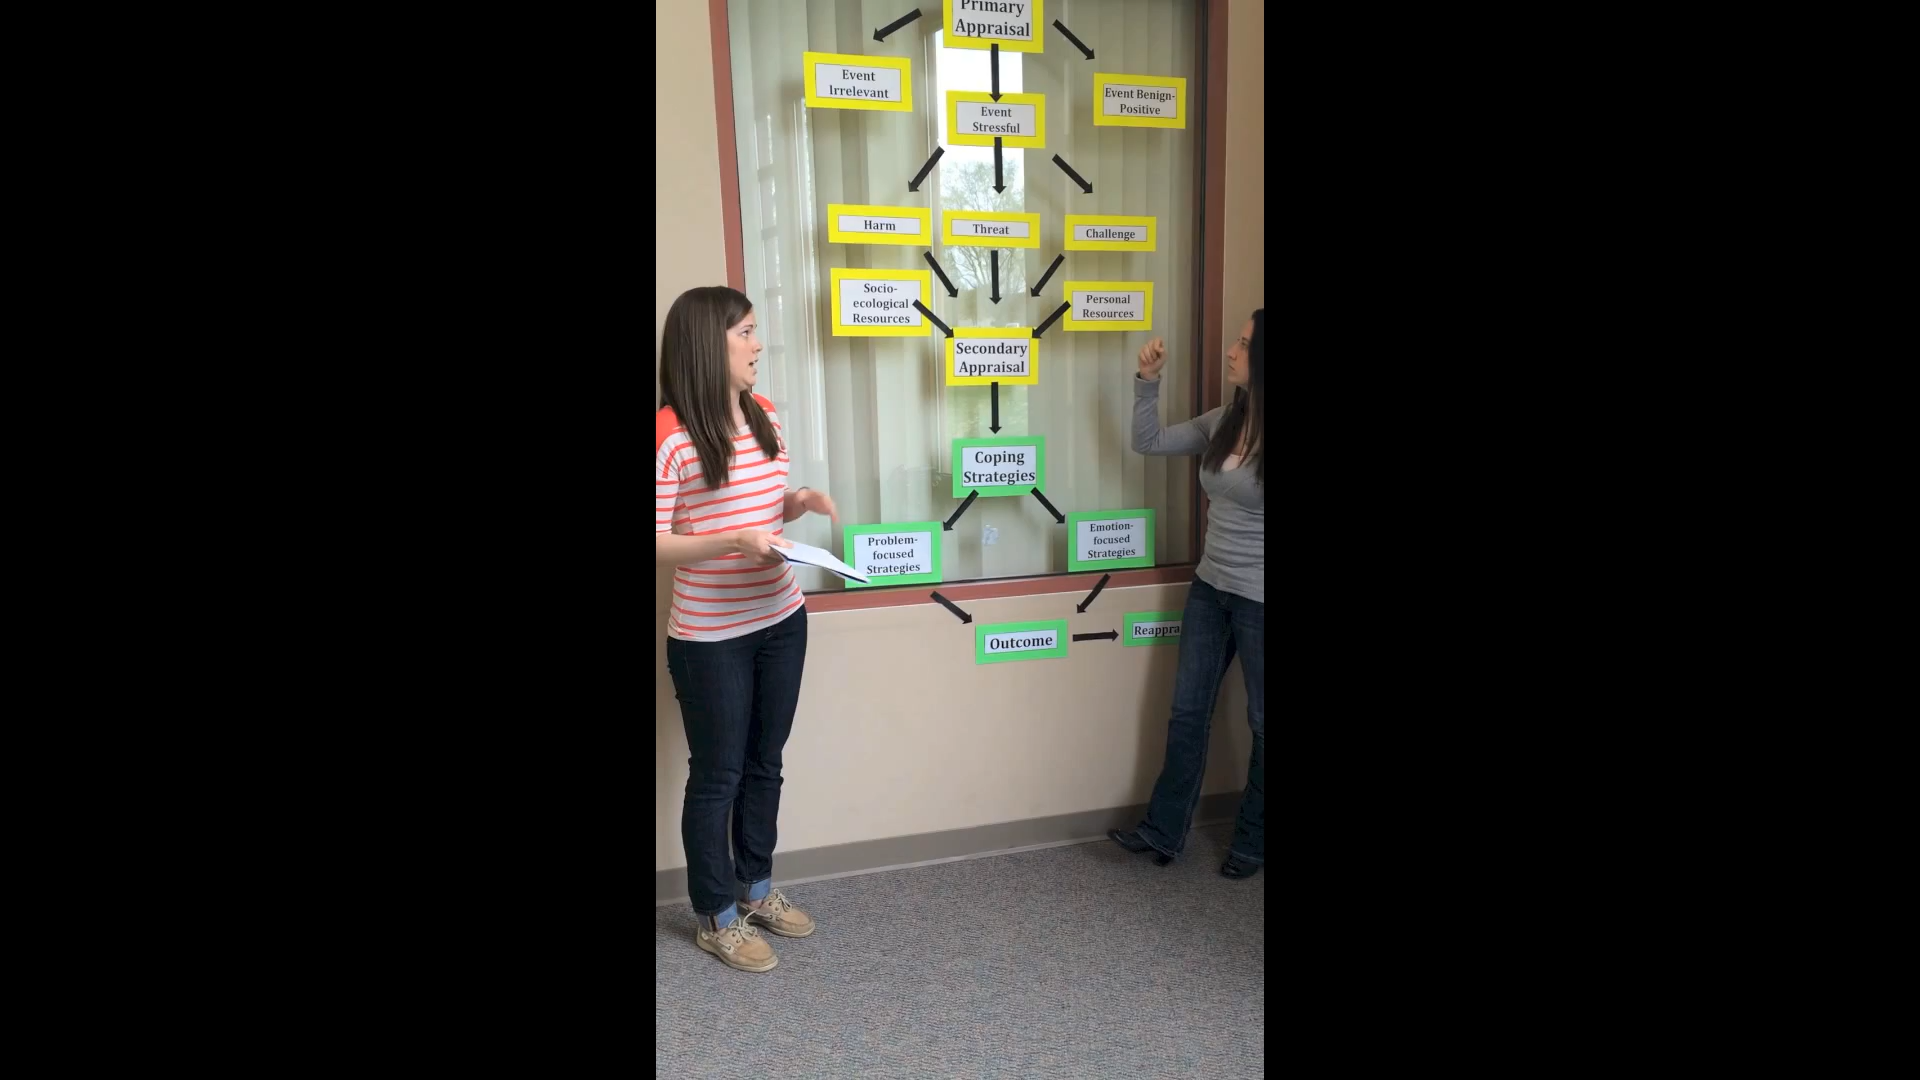 Primary
Appraisal
Event
Irrelevant
Event Benign-
Positive
Event
Stressful
Harm
Threat
Challenge
Socio-
ecological
Resources
Personal
Resources
Secondary
Appraisal
Coping
Strategies
Problem-
focused
Strategies
Emotion-
focused
Strategies
Outcome
Reappra